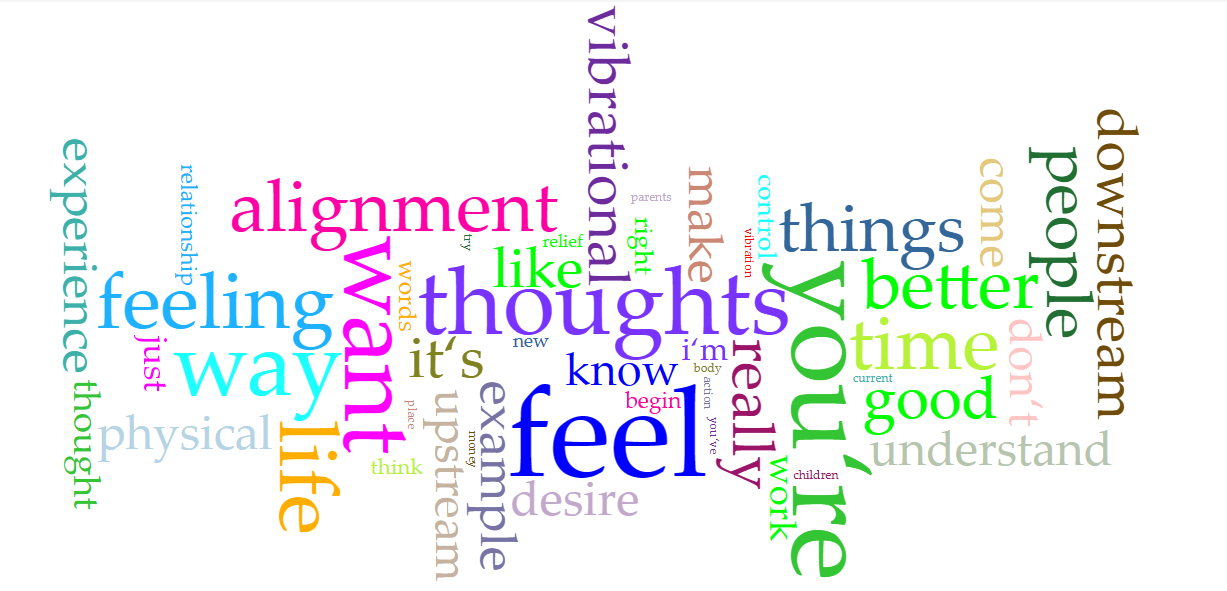 vibrational
downstream
experience
people
relationship
alignment
parents
make
control
come
things
try
relief
right
vibration
like
want
words
feeling
thoughts
you're
better
just
way
it's
new
i'm
really
time
don't
know
body
current
thought
physical
life
place
upstream
example
feel
begin
action
you've
good
understand
think
money
desire
work
children